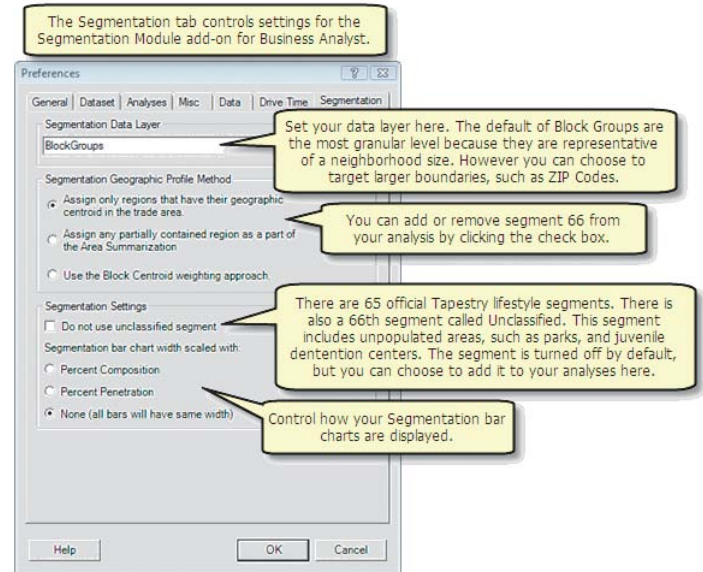 The Segmentation tab controls settings for the
Segmentation Module add-on for Business Analyst.
Preferences
General
Dataset
Analyses
Misc
Data
Drive Time
Segmentation
Segmentation Data Layer
BlockGroups
Set your data layer here. The default of Block Groups are
the most granular level because they are representative
of a neighborhood size. However you can choose to
target larger boundaries, such as ZIP Codes.
Segmentation Geographic Profile Method
Assign only regions that have their geographic
centroid in the trade area.
Assign any partially contained region as a part of
the Area Summarization
Use the Block Centroid weighting approach.
You can add or remove segment 66 from
your analysis by clicking the check box.
Segmentation Settings
Do not use unclassified segment
Segmentation bar chart width scaled with:
Percent Composition
Percent Penetration
None (all bars will have same width)
There are 65 official Tapestry lifestyle segments. There is
also a 66th segment called Unclassified. This segment
includes unpopulated areas, such as parks, and juvenile
dentention centers. The segment is turned off by default,
but you can choose to add it to your analyses here.
Control how your Segmentation bar
charts are displayed.
Help
OK
Cancel